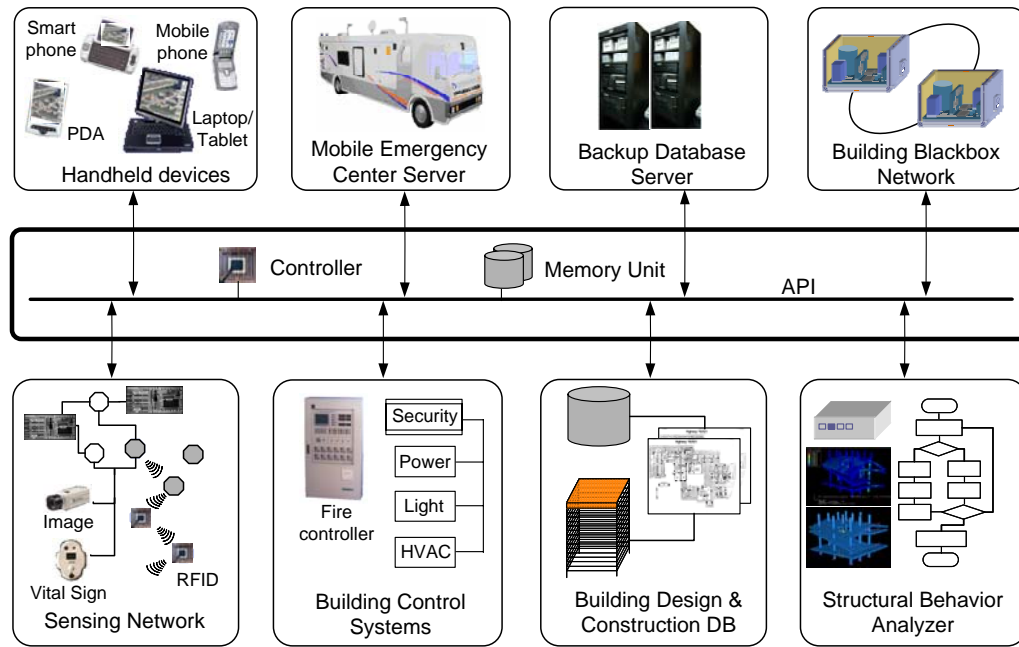 Smart
phone
Mobile
phone
PDA
Laptop/
Tablet
Handheld devices
Mobile Emergency
Center Server
Backup Database
Server
Building Blackbox
Network
Controller
Memory Unit
API
Image
Vital Sign
RFID
Sensing Network
Fire
controller
Security
Power
Light
HVAC
Building Control
Systems
Building Design &
Construction DB
Structural Behavior
Analyzer